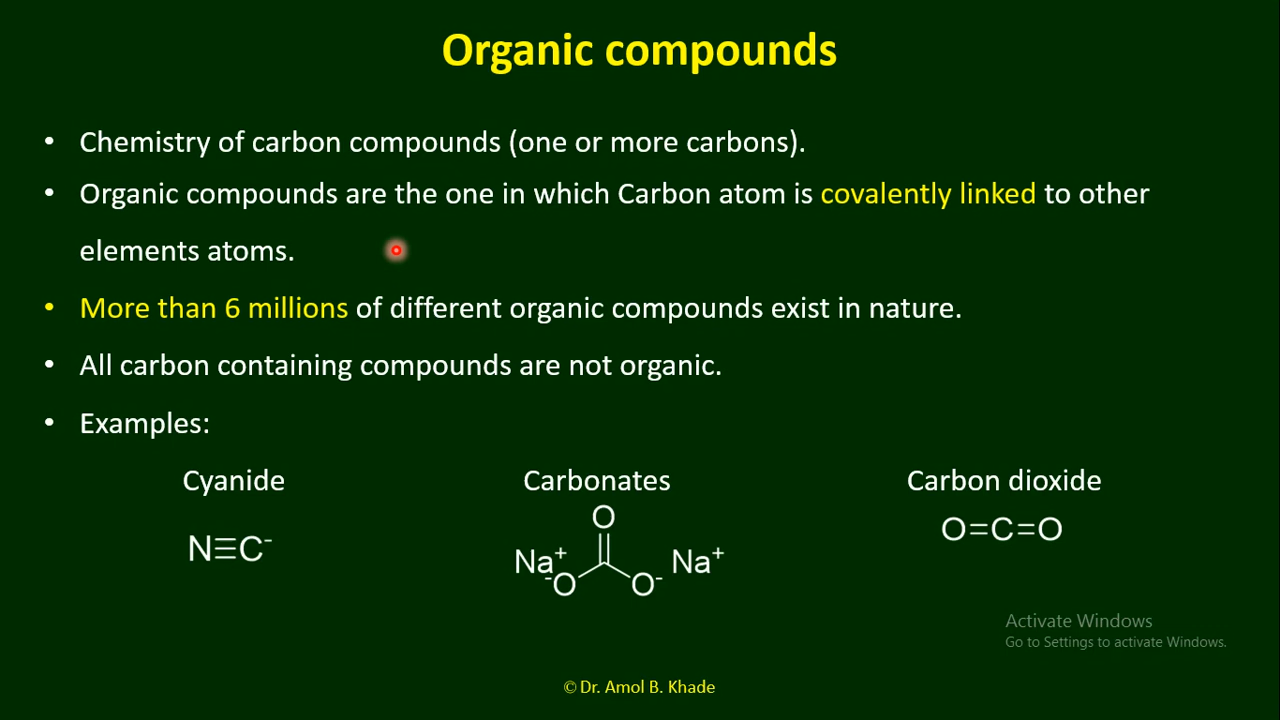 Organic compounds
• Chemistry of carbon compounds (one or more carbons).
• Organic compounds are the one in which Carbon atom is covalently linked to other
elements atoms.
• More than 6 millions of different organic compounds exist in nature.
• All carbon containing compounds are not organic.
• Examples:
Cyanide Carbonates Carbon dioxide
N≡C⁻
O
Na⁺ ⁻O O⁻ Na⁺
O=C=O
Activate Windows
Go to Settings to activate Windows.
© Dr. Amol B. Khade